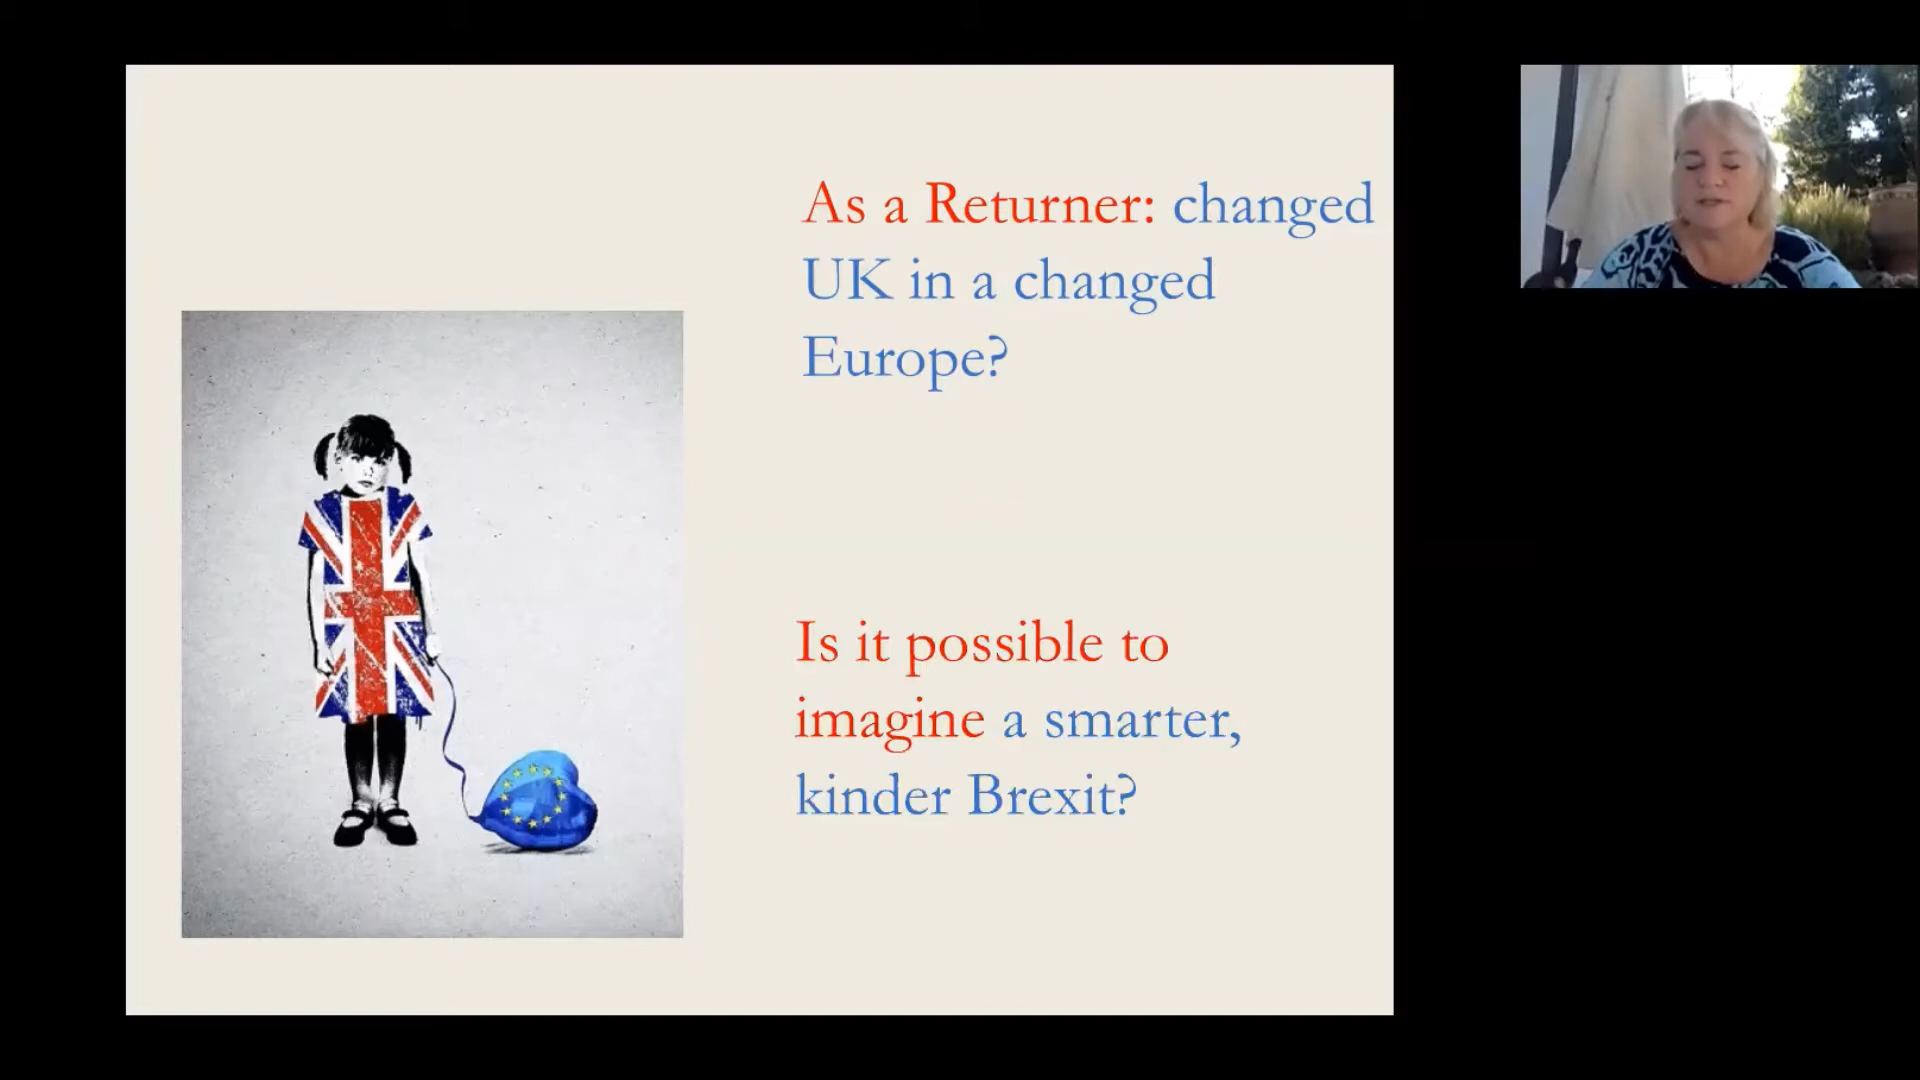 As a Returner: changed
UK in a changed
Europe?
Is it possible to
imagine a smarter,
kinder Brexit?